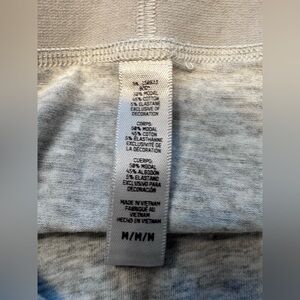 BODY:
50% MODAL
45% COTTON
5% ELASTANE
EXCLUSIVE OF
DECORATION
CORPS:
50% MODAL
45% COTON
5% ÉLASTHANNE
EXCLUSIVITÉ DE
LA DÉCORATION
CUERPO:
50% MODAL
45% ALGODÓN
5% ELASTANO
EXCLUSIVO PARA
DECORACIÓN
MADE IN VIETNAM
FABRIQUÉ AU
VIETNAM
HECHO EN VIETNAM
M/M/M